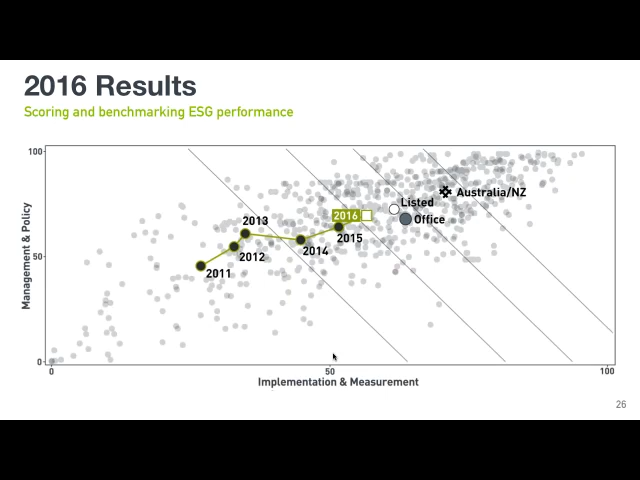 2016 Results
Scoring and benchmarking ESG performance
Management & Policy
100
50
0
2011
2012
2013
2014
2015
2016
Listed
Office
Australia/NZ
0
50
100
Implementation & Measurement
26